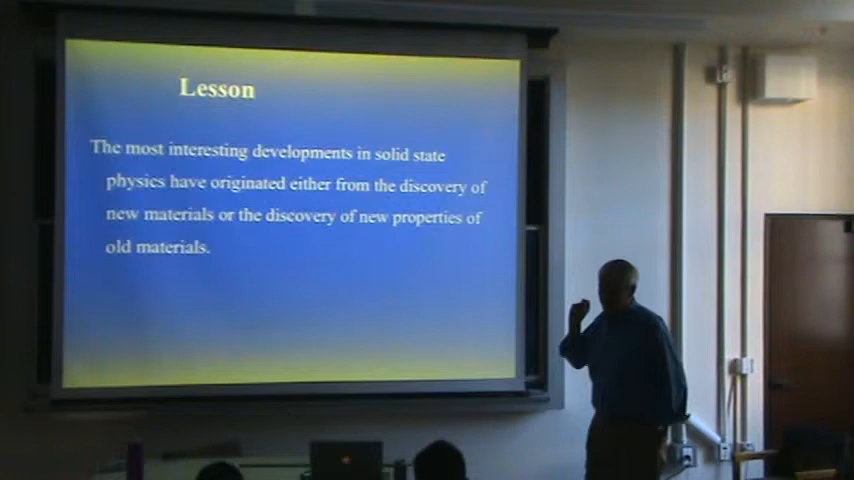 Lesson
The most interesting developments in solid state
physics have originated either from the discovery of
new materials or the discovery of new properties of
old materials.